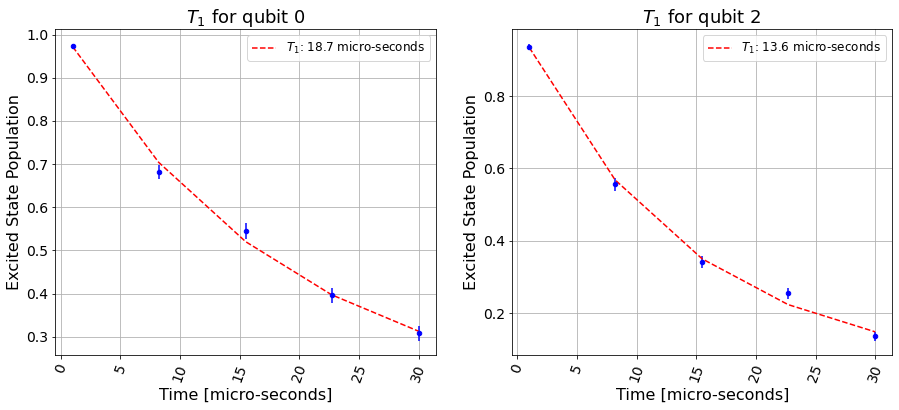 T₁ for qubit 0
T₁: 18.7 micro-seconds
Excited State Population
1.0
0.9
0.8
0.7
0.6
0.5
0.4
0.3
0 5 10 15 20 25 30
Time [micro-seconds]
T₁ for qubit 2
T₁: 13.6 micro-seconds
Excited State Population
0.8
0.6
0.4
0.2
0 5 10 15 20 25 30
Time [micro-seconds]